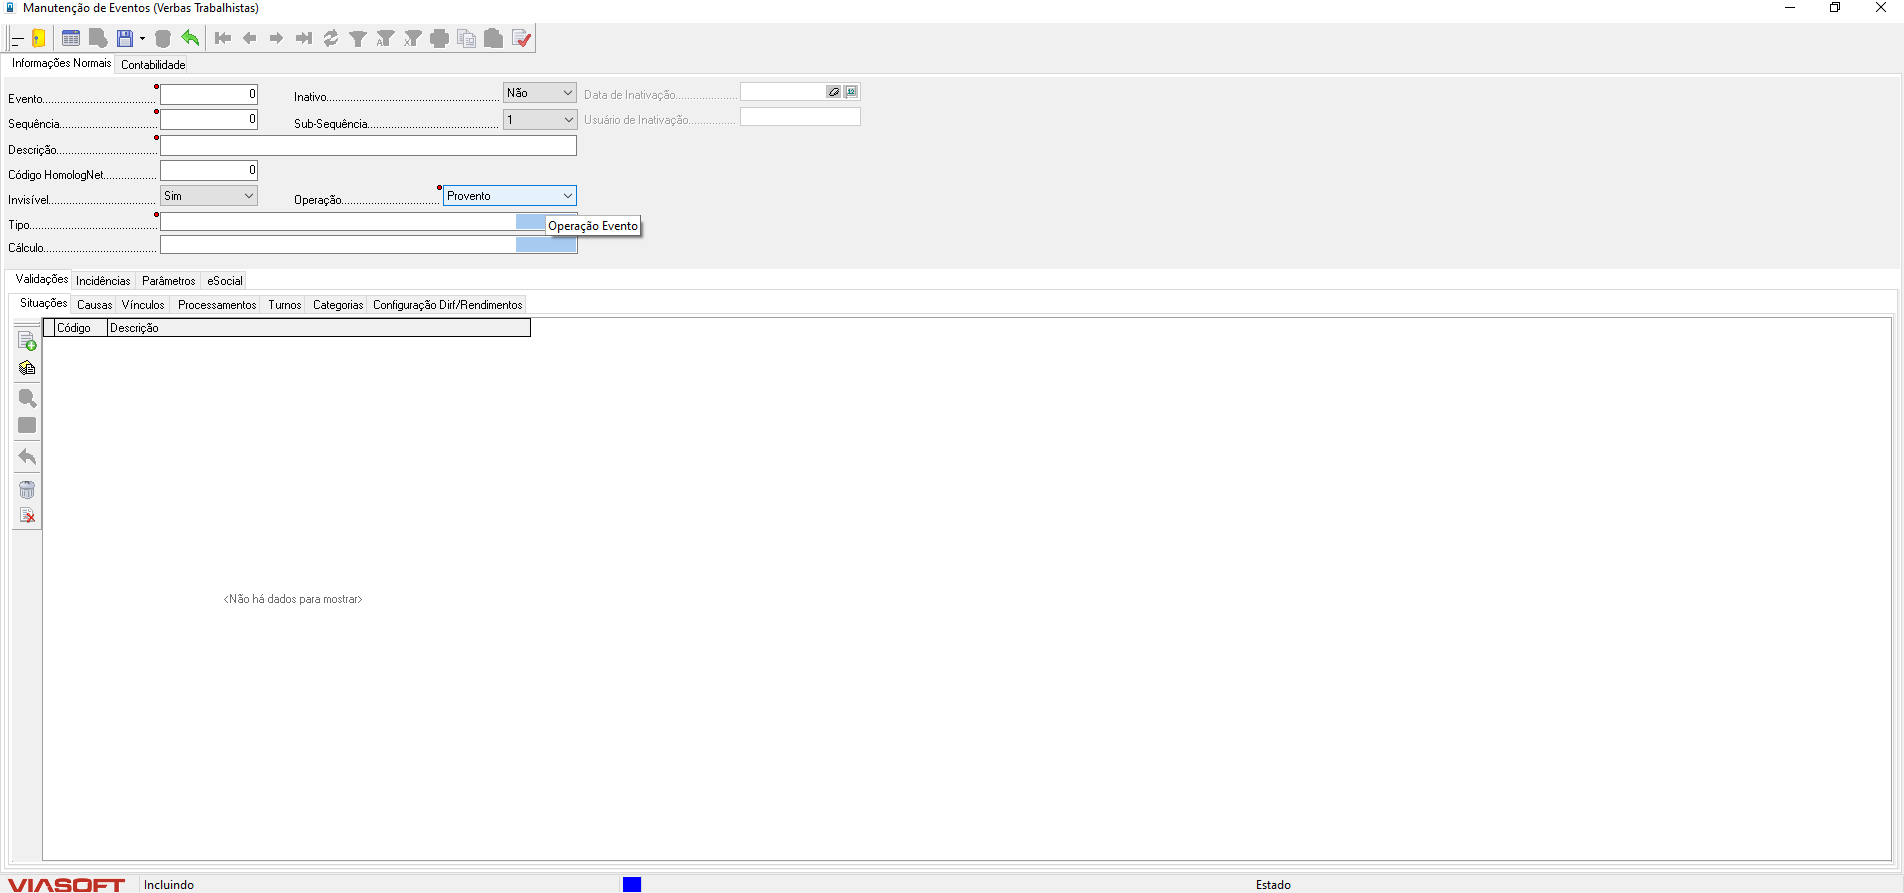 Manutenção de Eventos (Verbas Trabalhistas)
Informações Normais Contabilidade
Evento 0 Inativo Não Data de Inativação
Sequência 0 Sub-Sequência 1 Usuário de Inativação
Descrição
Código HomologNet 0
Invisível Sim Operação Provento
Tipo
Operação Evento
Cálculo
Validações Incidências Parâmetros eSocial
Situações Causas Vínculos Processamentos Turnos Categorias Configuração Dirf/Rendimentos
Código Descrição
<Não há dados para mostrar>
VIASOFT Incluindo Estado